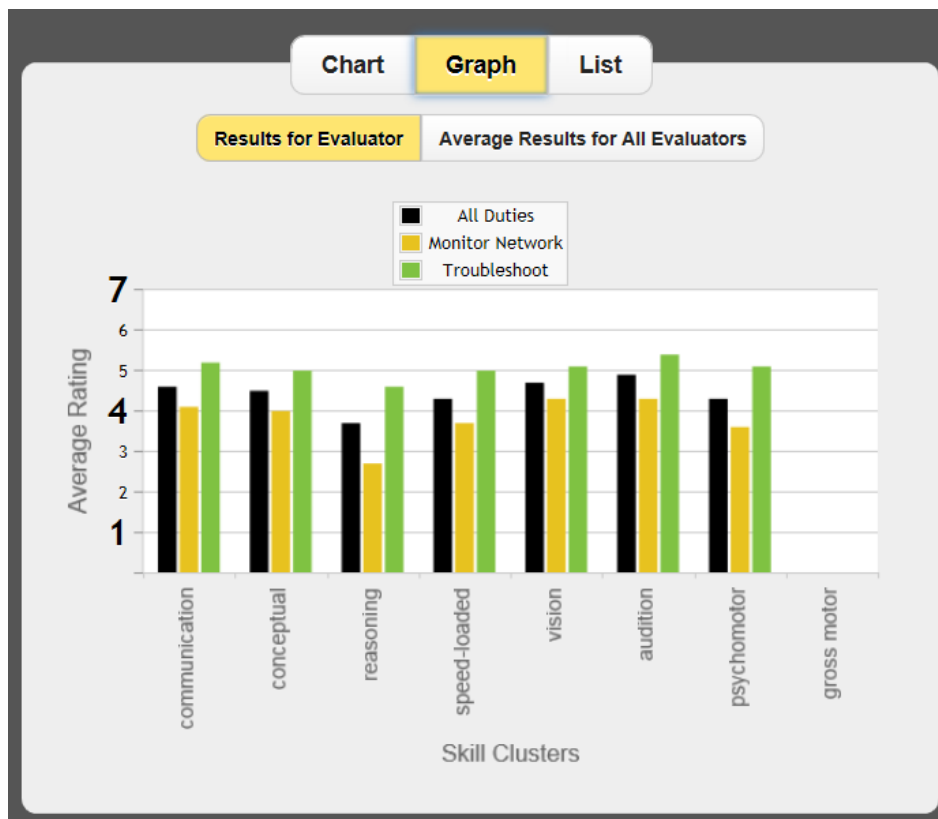 Chart Graph List
Results for Evaluator Average Results for All Evaluators
All Duties
Monitor Network
Troubleshoot
7
6
5
4
3
2
1
Average Rating
communication
conceptual
reasoning
speed-loaded
vision
audition
psychomotor
gross motor
Skill Clusters